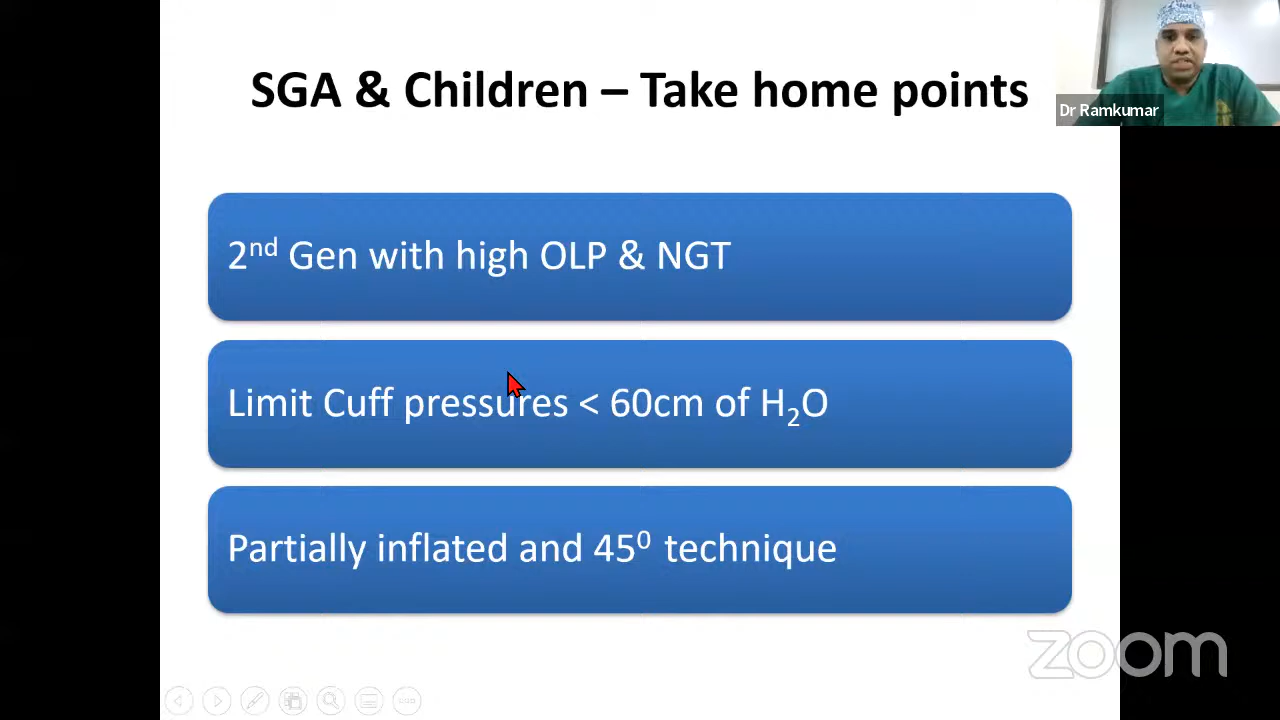 SGA & Children – Take home points
Dr Ramkumar
2nd Gen with high OLP & NGT
Limit Cuff pressures < 60cm of H2O
Partially inflated and 45⁰ technique
zoom